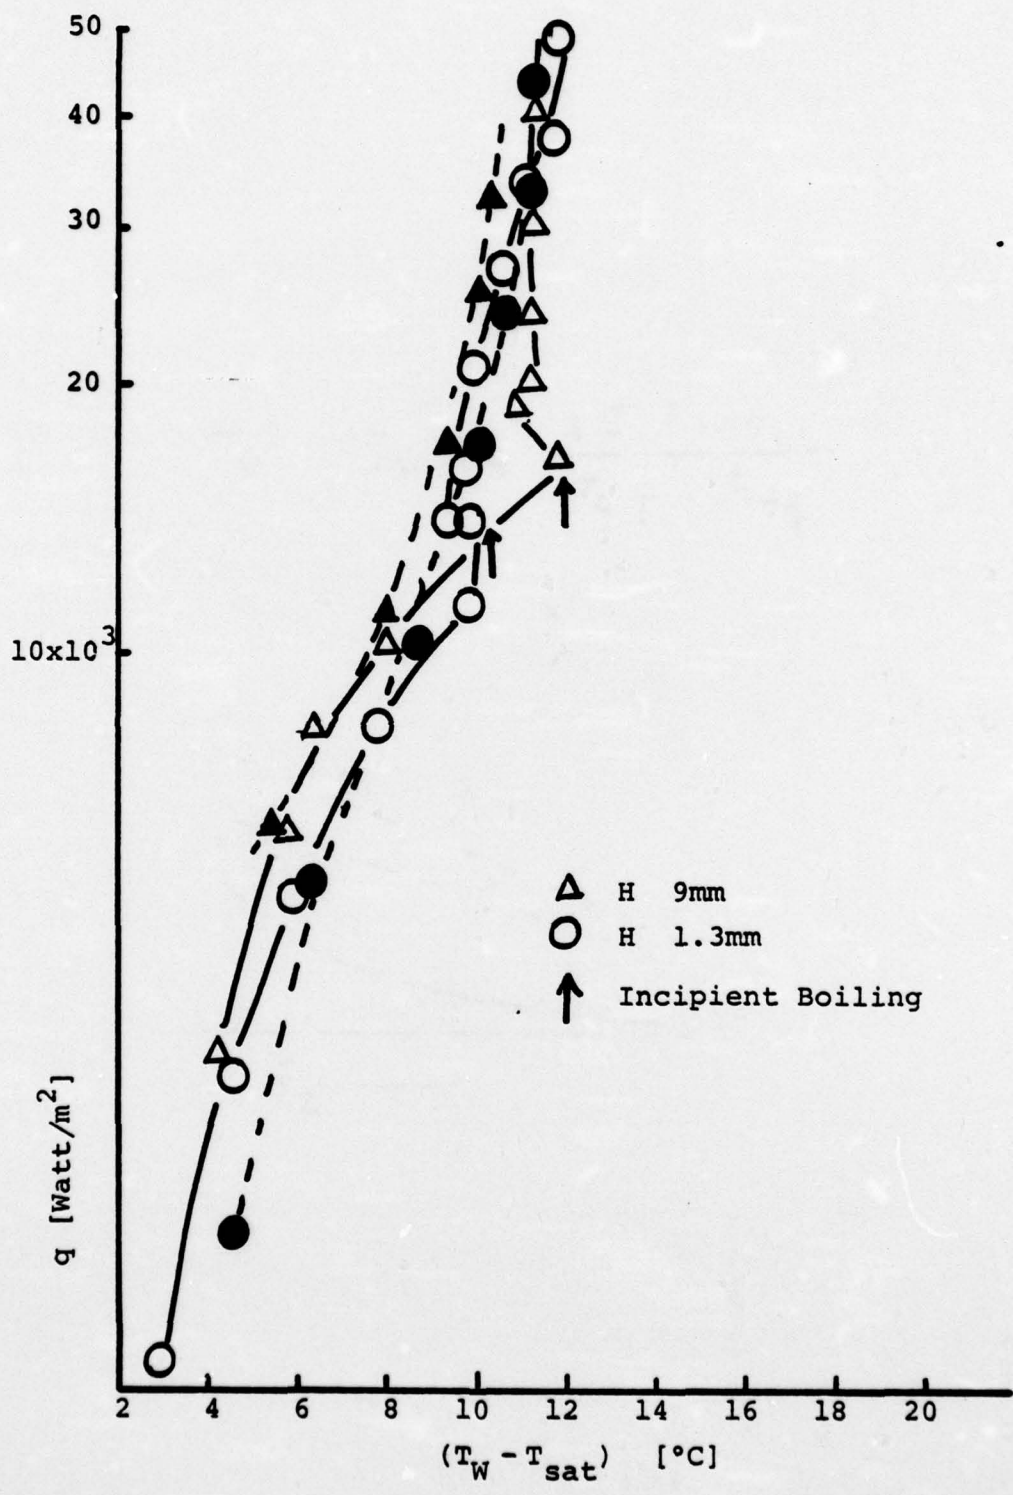 50
40
30
20
10x10³
q [Watt/m²]
2 4 6 8 10 12 14 16 18 20
(T_W - T_sat) [°C]
△ H 9mm
○ H 1.3mm
↑ Incipient Boiling